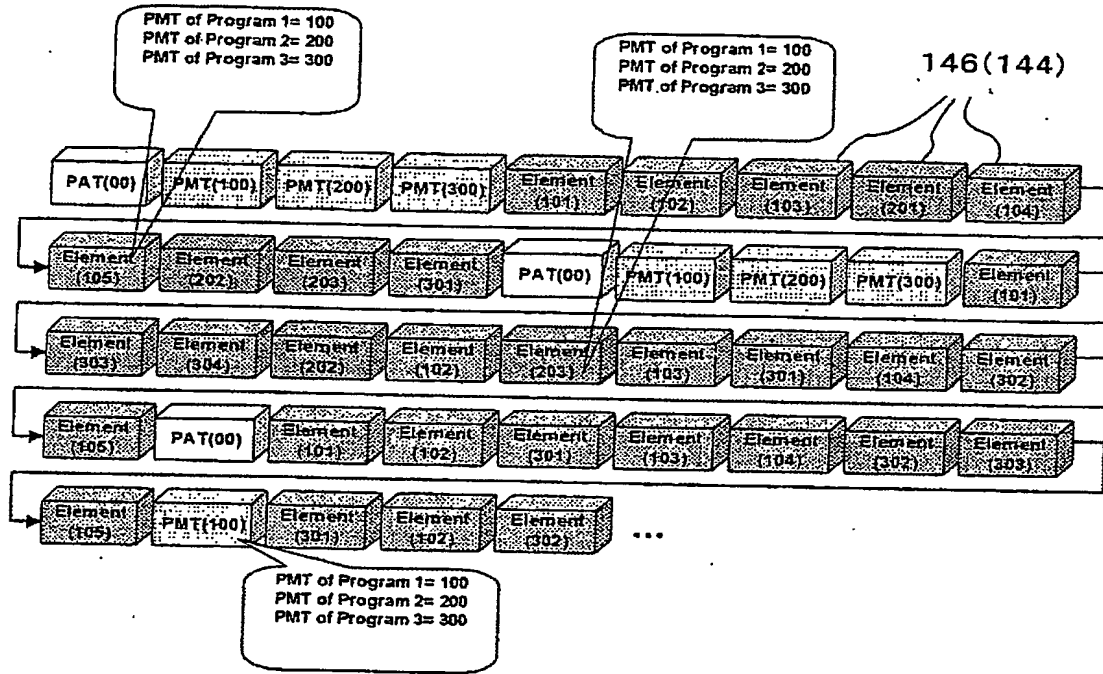 PMT of Program 1= 100
PMT of Program 2= 200
PMT of Program 3= 300
PMT of Program 1= 100
PMT of Program 2= 200
PMT. of Program 3= 300
146(144)
PAT(00)
PMT(100)
PMT(200)
PMT(300)
Element
(101)
Element
(102)
Element
(103)
Element
(201)
Element
(104)
Element
(105)
Element
(202)
Element
(203)
Element
(301)
PAT(00)
PMT(100)
PMT(200)
PMT(300)
Element
(101)
Element
(303)
Element
(304)
Element
(202)
Element
(102)
Element
(203)
Element
(103)
Element
(301)
Element
(104)
Element
(302)
Element
(105)
PAT(00)
Element
(101)
Element
(102)
Element
(301)
Element
(103)
Element
(104)
Element
(302)
Element
(303)
Element
(105)
PMT(100)
Element
(301)
Element
(102)
Element
(302)
...
PMT of Program 1= 100
PMT of Program 2= 200
PMT of Program 3= 300